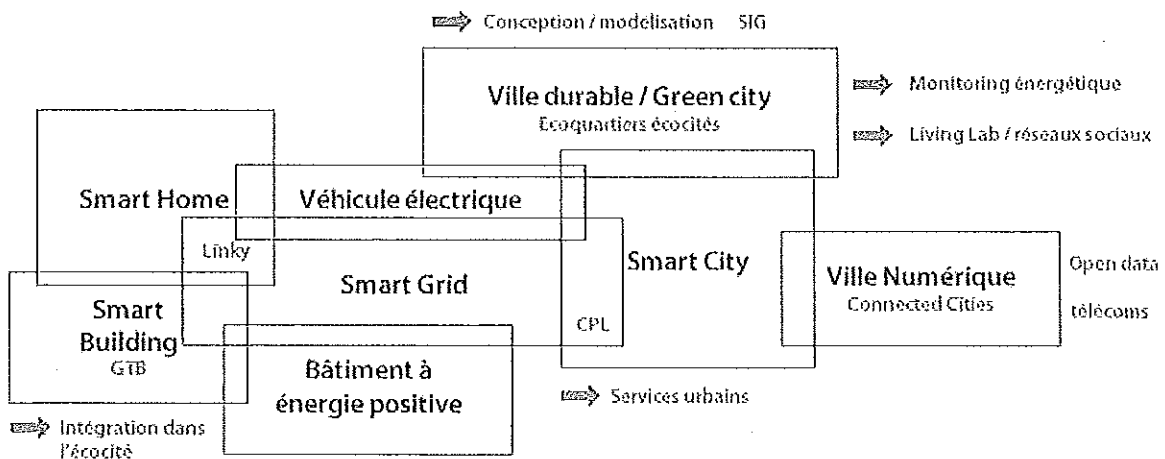 Conception / modelisation SIG
Ville durable / Green city
Ecoquartiers écocités
Monitoring énergétique
Living Lab / réseaux sociaux
Smart Home
Véhicule électrique
Linky
Smart Grid
Smart City
CPL
Ville Numérique
Connected Cities
Open data
télécoms
Smart
Building
GTB
Bâtiment à
énergie positive
Services urbains
Intégration dans
l'écocité